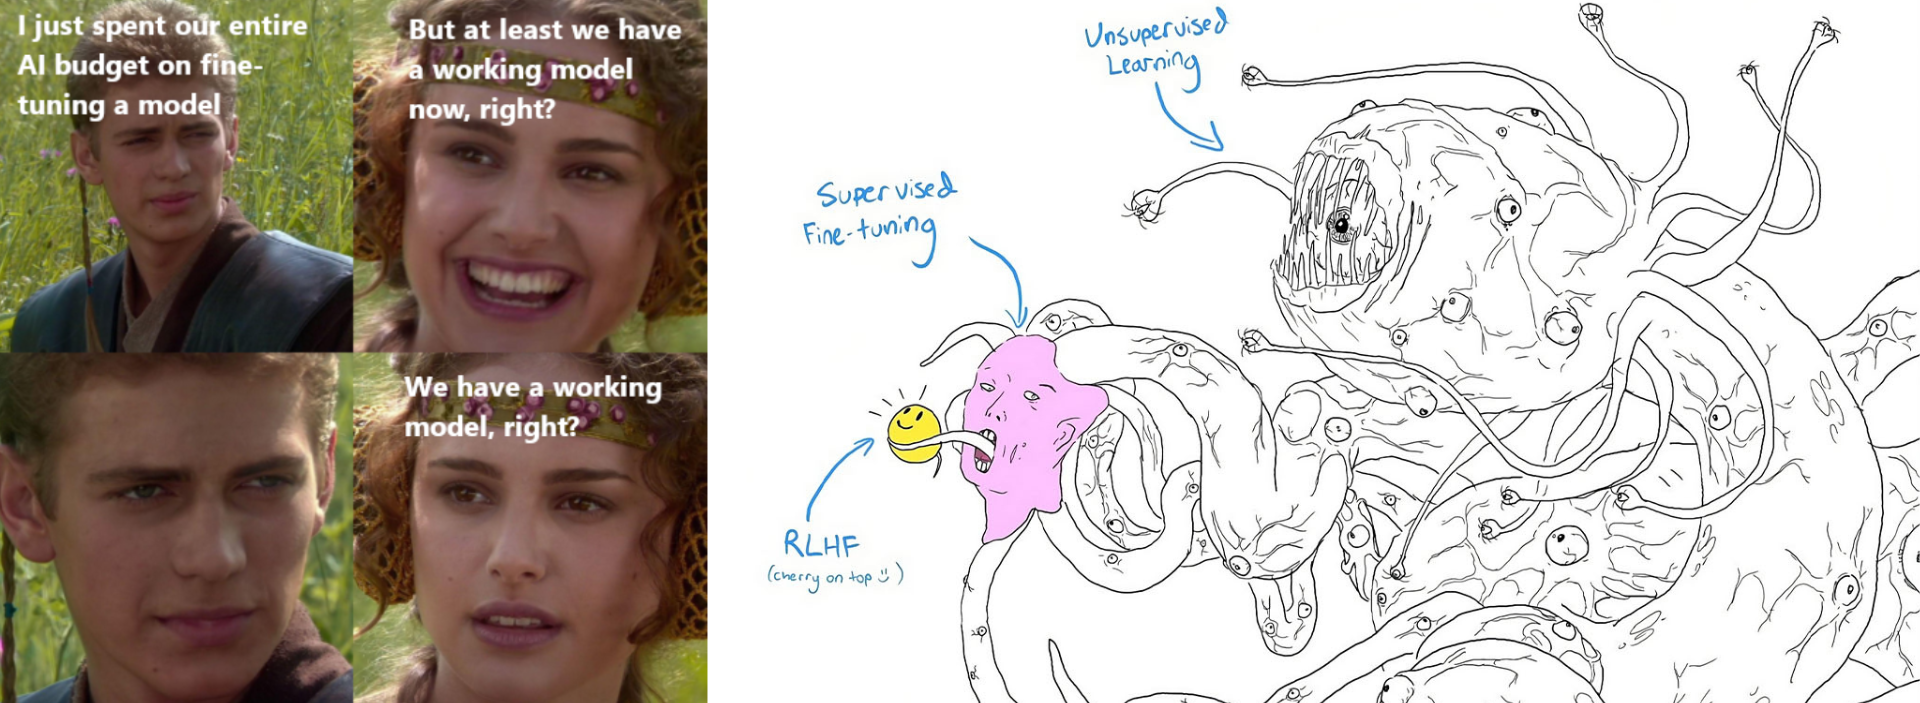 I just spent our entire
AI budget on fine-
tuning a model
But at least we have
a working model
now, right?
We have a working
model, right?
Unsupervised
Learning
Supervised
Fine-tuning
RLHF
(cherry on top ü)